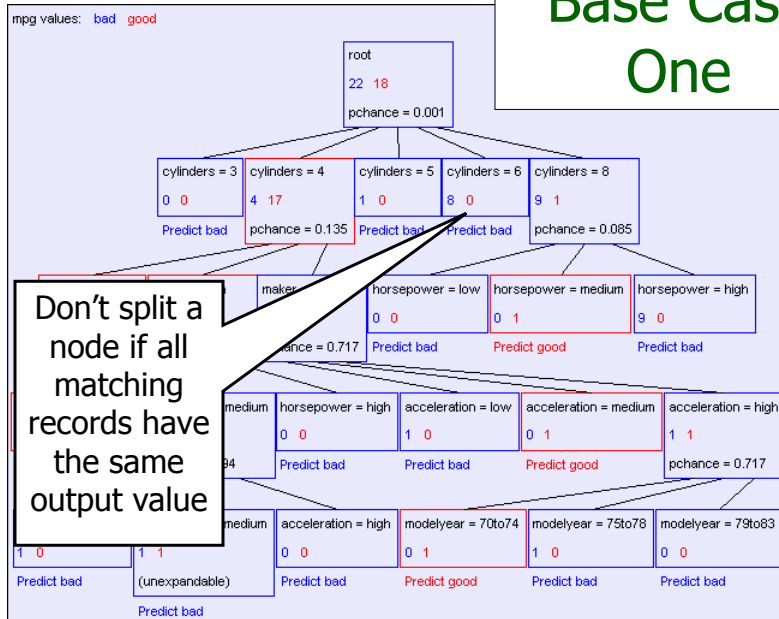 mpg values: bad good
Base Cas
One
root
22 18
pchance = 0.001
cylinders = 3
0 0
Predict bad
cylinders = 4
4 17
pchance = 0.135
cylinders = 5
1 0
Predict bad
cylinders = 6
8 0
Predict bad
cylinders = 8
9 1
pchance = 0.085
Don't split a
node if all
matching
records have
the same
output value
maker
= 0.717
horsepower = low
0 0
Predict bad
horsepower = medium
0 1
Predict good
horsepower = high
9 0
Predict bad
medium
horsepower = high
0 0
Predict bad
acceleration = low
1 0
Predict bad
acceleration = medium
0 1
Predict good
acceleration = high
1 1
pchance = 0.717
1 0
Predict bad
medium
1 1
(unexpandable)
Predict bad
acceleration = high
0 0
Predict bad
modelyear = 70to74
0 1
Predict good
modelyear = 75to78
1 0
Predict bad
modelyear = 79to83
0 0
Predict bad